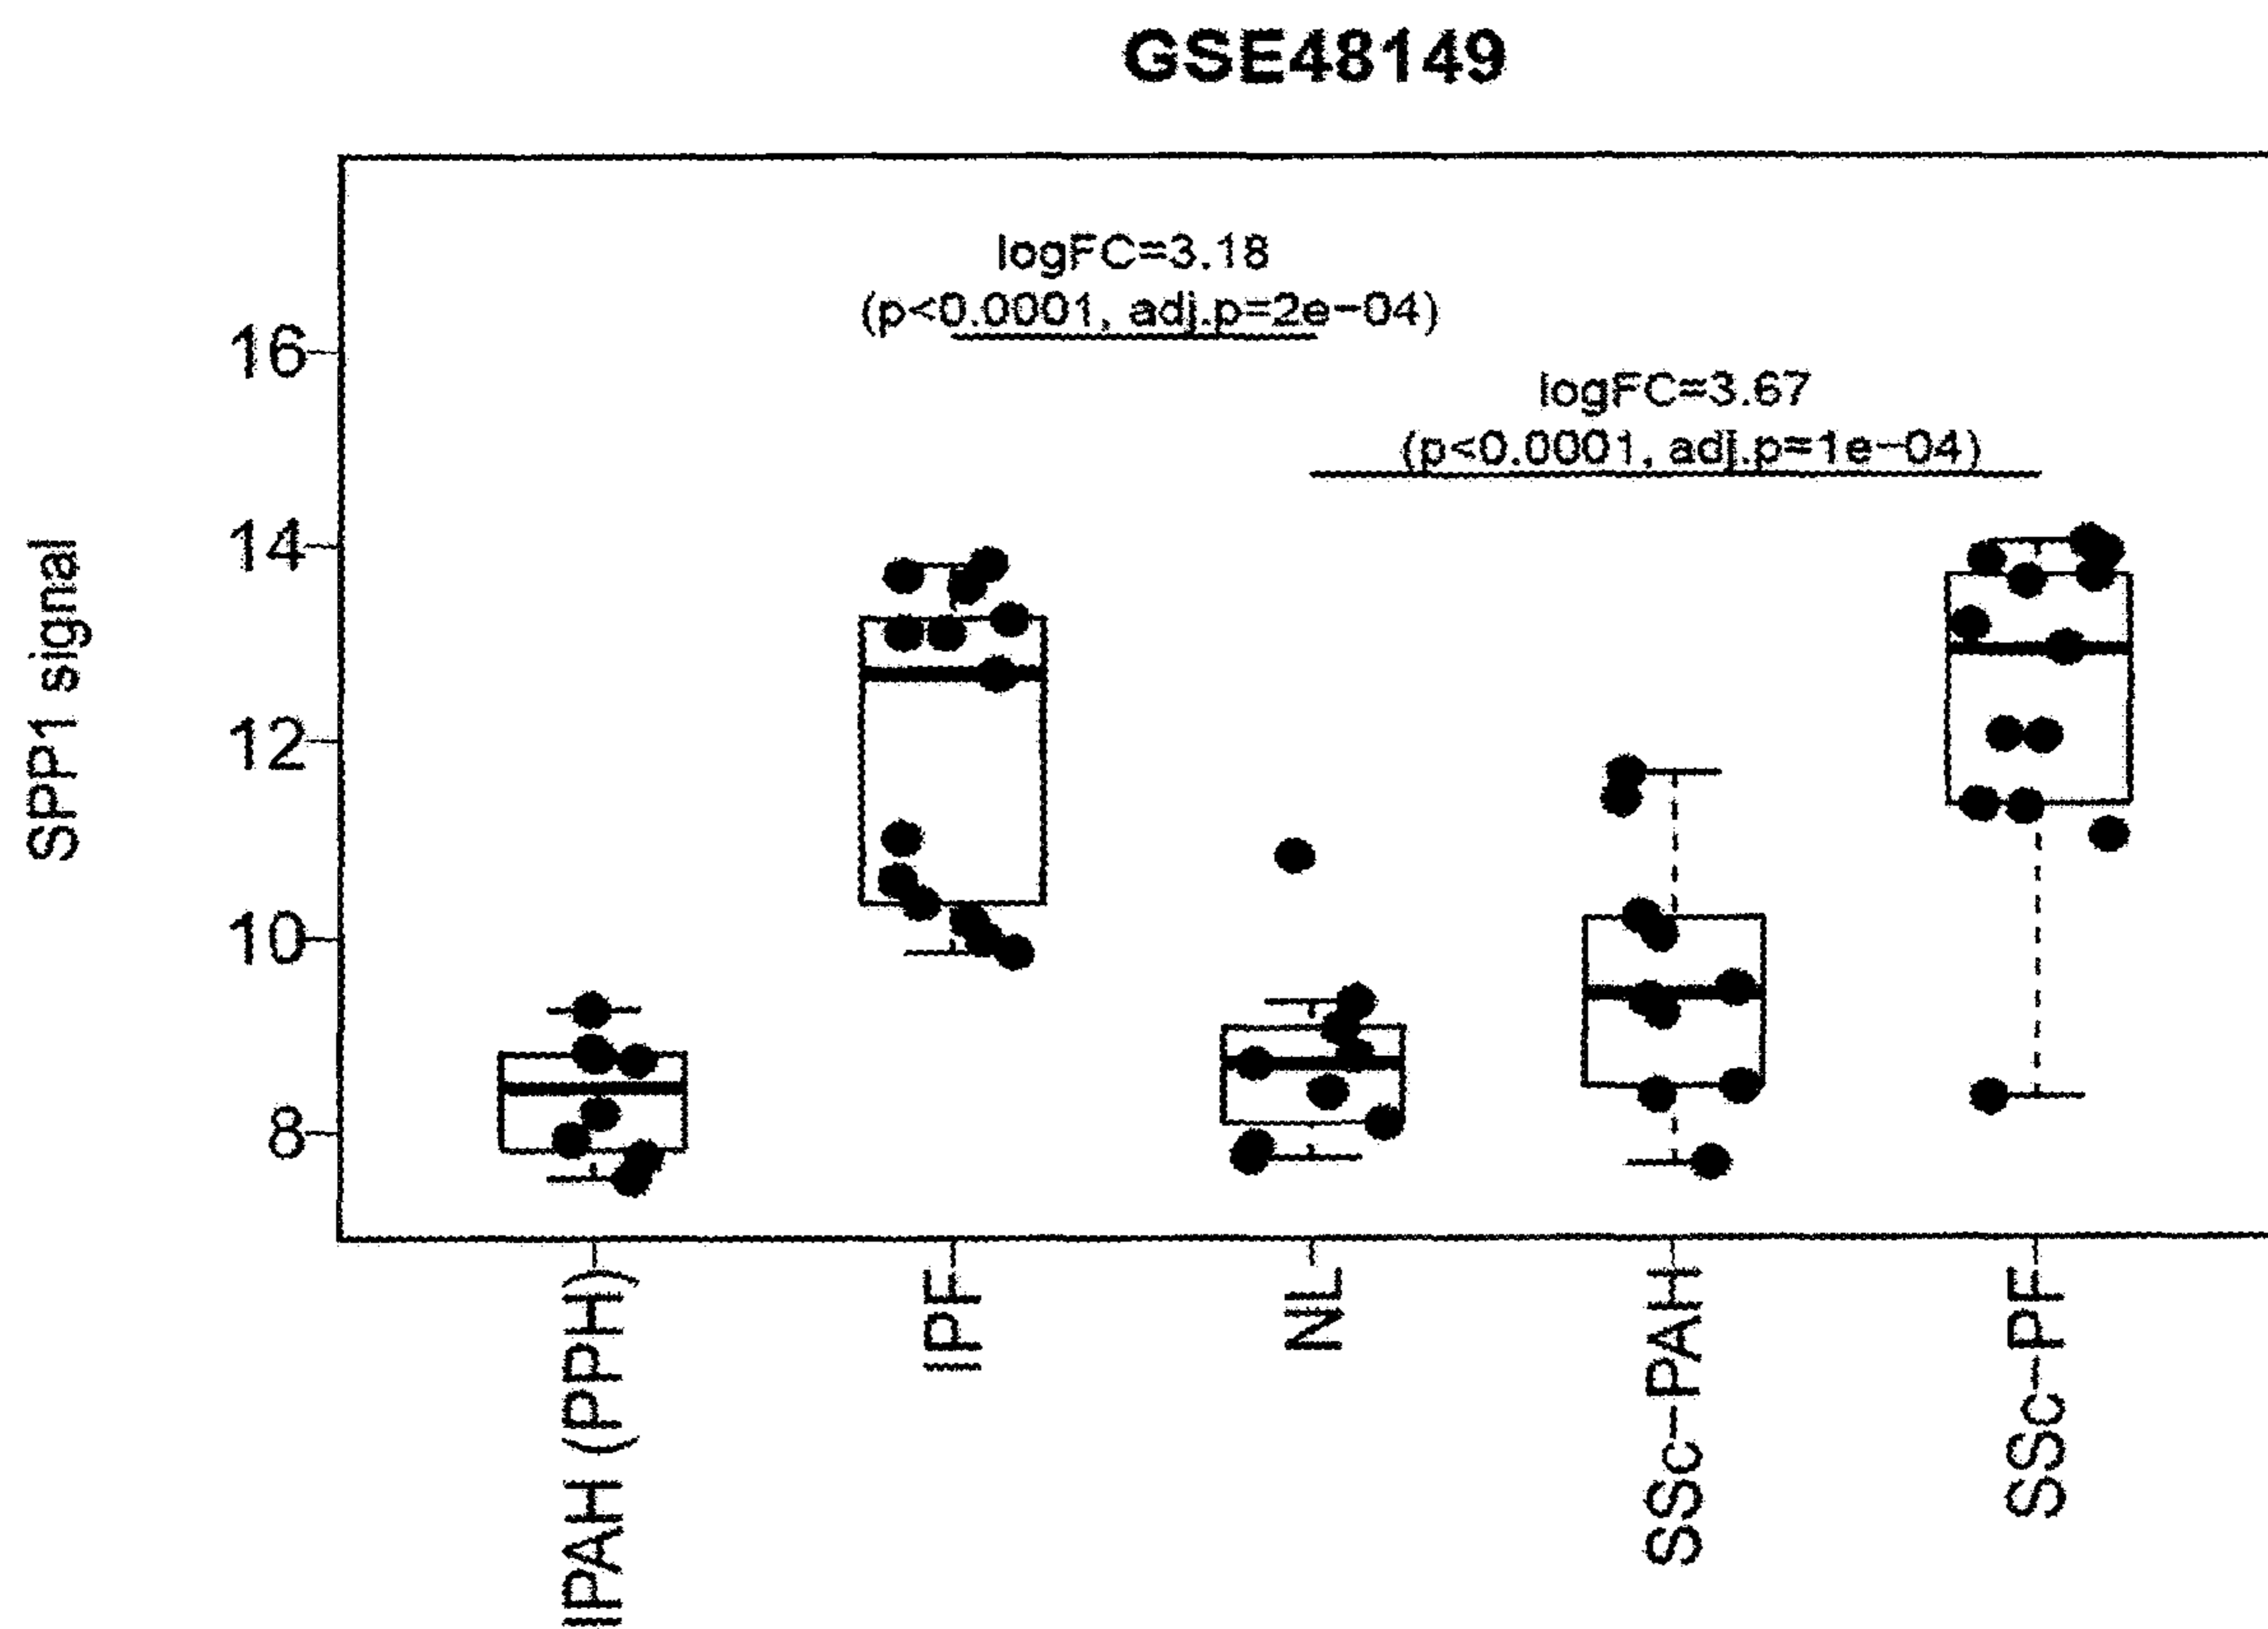 GSE48149
logFC=3.18
(p<0.0001, adj.p=2e-04)
logFC=3.67
(p<0.0001, adj.p=1e-04)
SPP1 signal
16
14
12
10
8
IPAH (PPH)
IPF
NL
SSc-PAH
SSc-PF